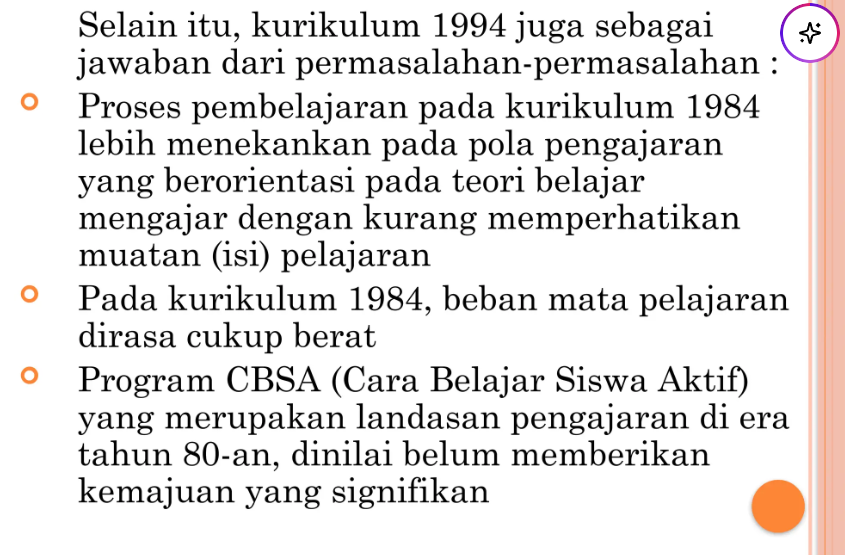 Selain itu, kurikulum 1994 juga sebagai
jawaban dari permasalahan-permasalahan :
Proses pembelajaran pada kurikulum 1984
lebih menekankan pada pola pengajaran
yang berorientasi pada teori belajar
mengajar dengan kurang memperhatikan
muatan (isi) pelajaran
Pada kurikulum 1984, beban mata pelajaran
dirasa cukup berat
Program CBSA (Cara Belajar Siswa Aktif)
yang merupakan landasan pengajaran di era
tahun 80-an, dinilai belum memberikan
kemajuan yang signifikan